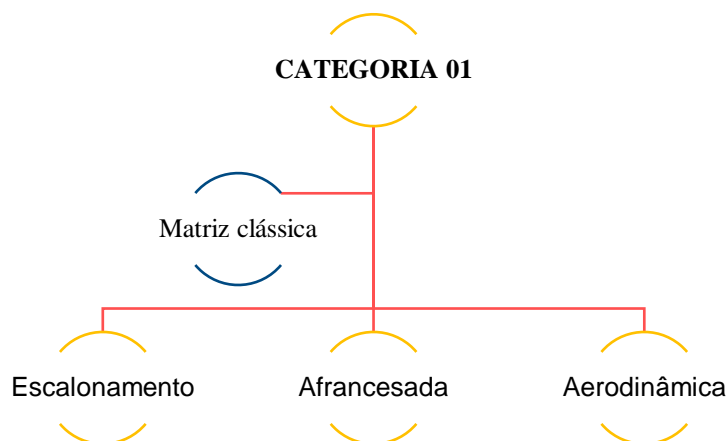 CATEGORIA 01
Matriz clássica
Escalonamento
Afrancesada
Aerodinâmica